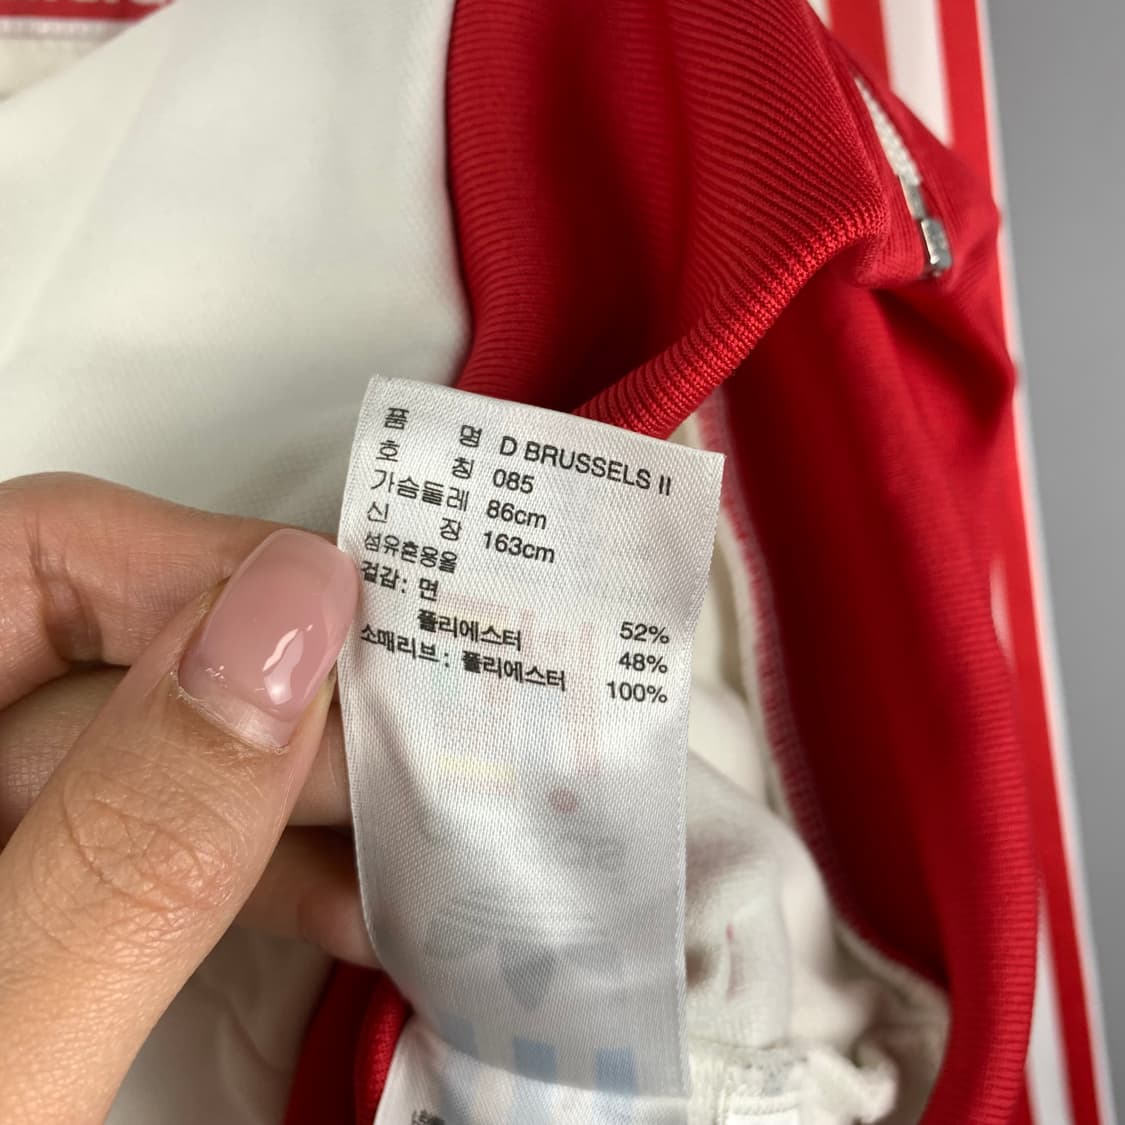 품 명 D BRUSSELS II
호 칭 085
가슴둘레 86cm
신 장 163cm
섬유혼용율
겉감: 면 52%
폴리에스터 48%
소매리브: 폴리에스터 100%